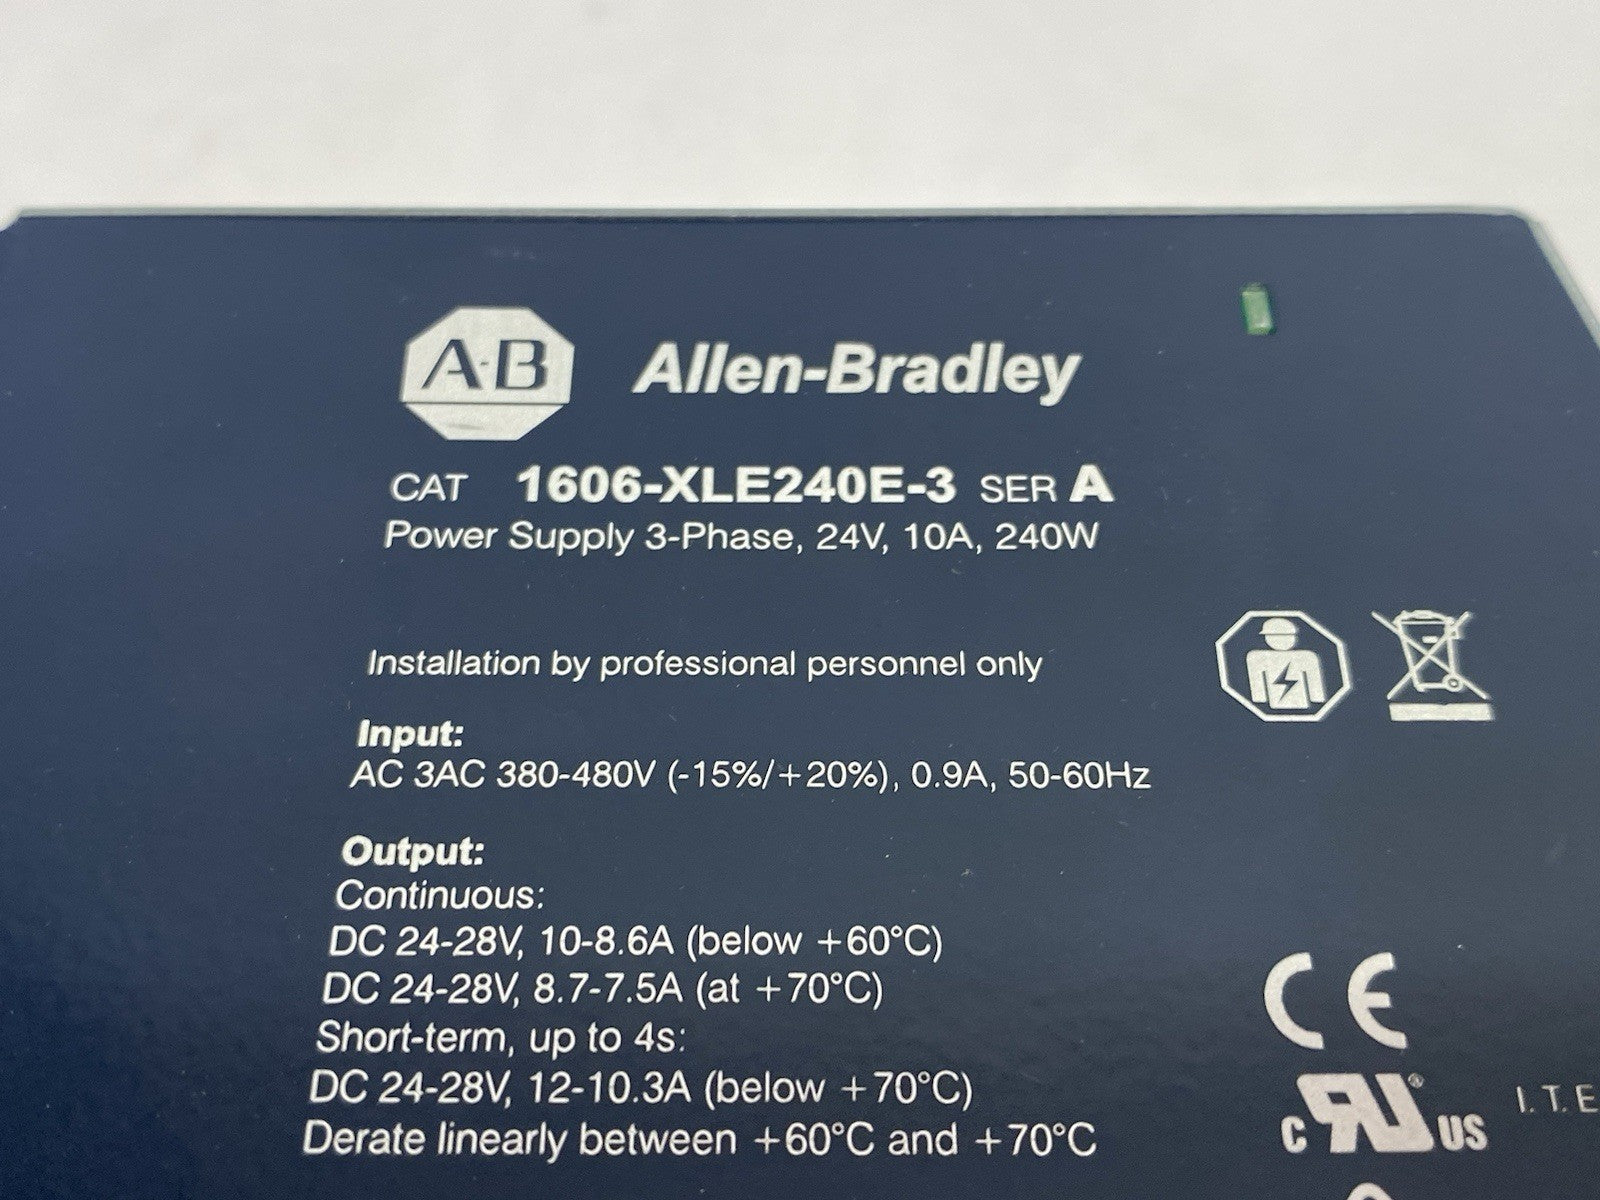 A-B Allen-Bradley
CAT 1606-XLE240E-3 SER A
Power Supply 3-Phase, 24V, 10A, 240W
Installation by professional personnel only
Input:
AC 3AC 380-480V (-15%/+20%), 0.9A, 50-60Hz
Output:
Continuous:
DC 24-28V, 10-8.6A (below +60°C)
DC 24-28V, 8.7-7.5A (at +70°C)
Short-term, up to 4s:
DC 24-28V, 12-10.3A (below +70°C)
Derate linearly between +60°C and +70°C
CE
C RU® US I.T.E